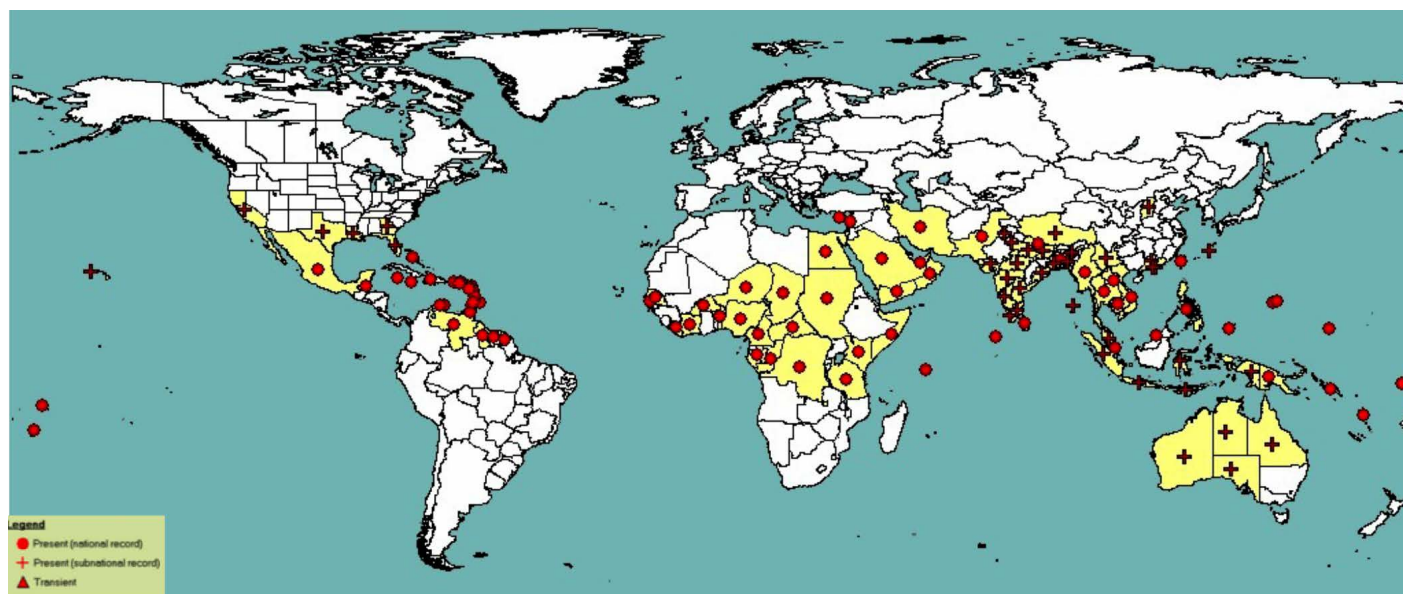 Legend
Present (national record)
Present (subnational record)
Transient